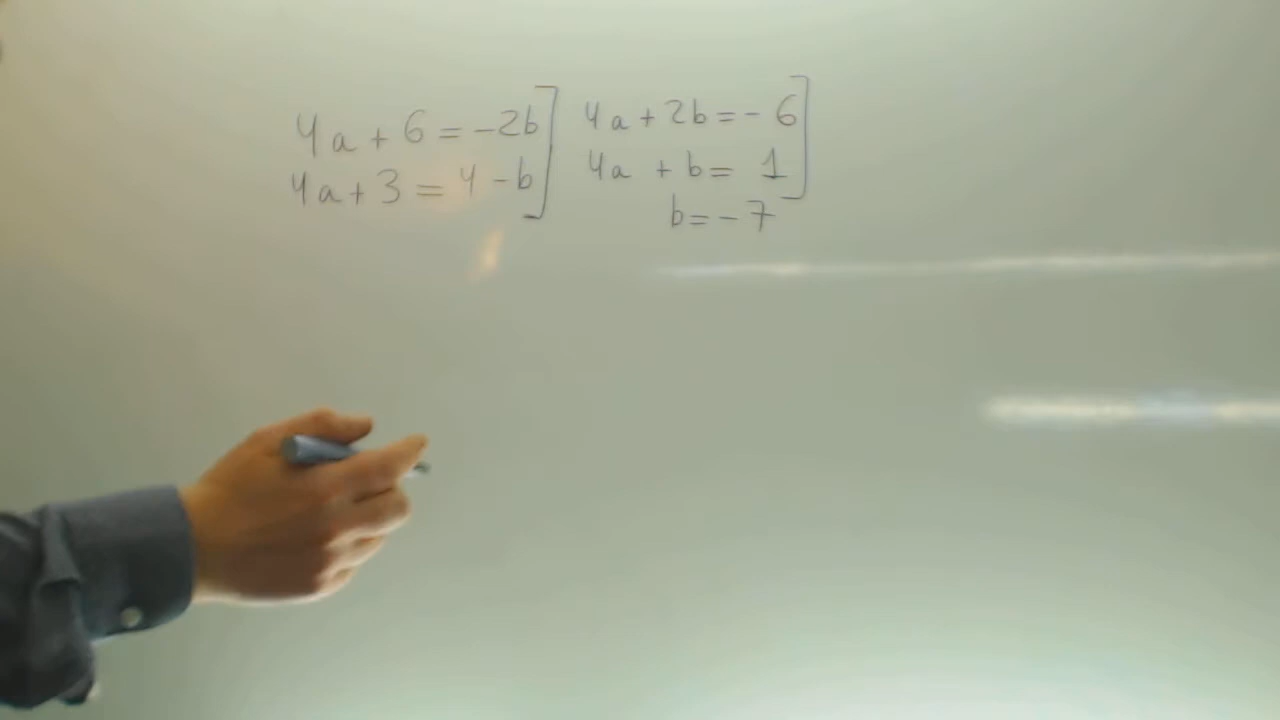 4a + 6 = -2b
4a + 3 = 4 - b
4a + 2b = - 6
4a + b = 1
b = - 7